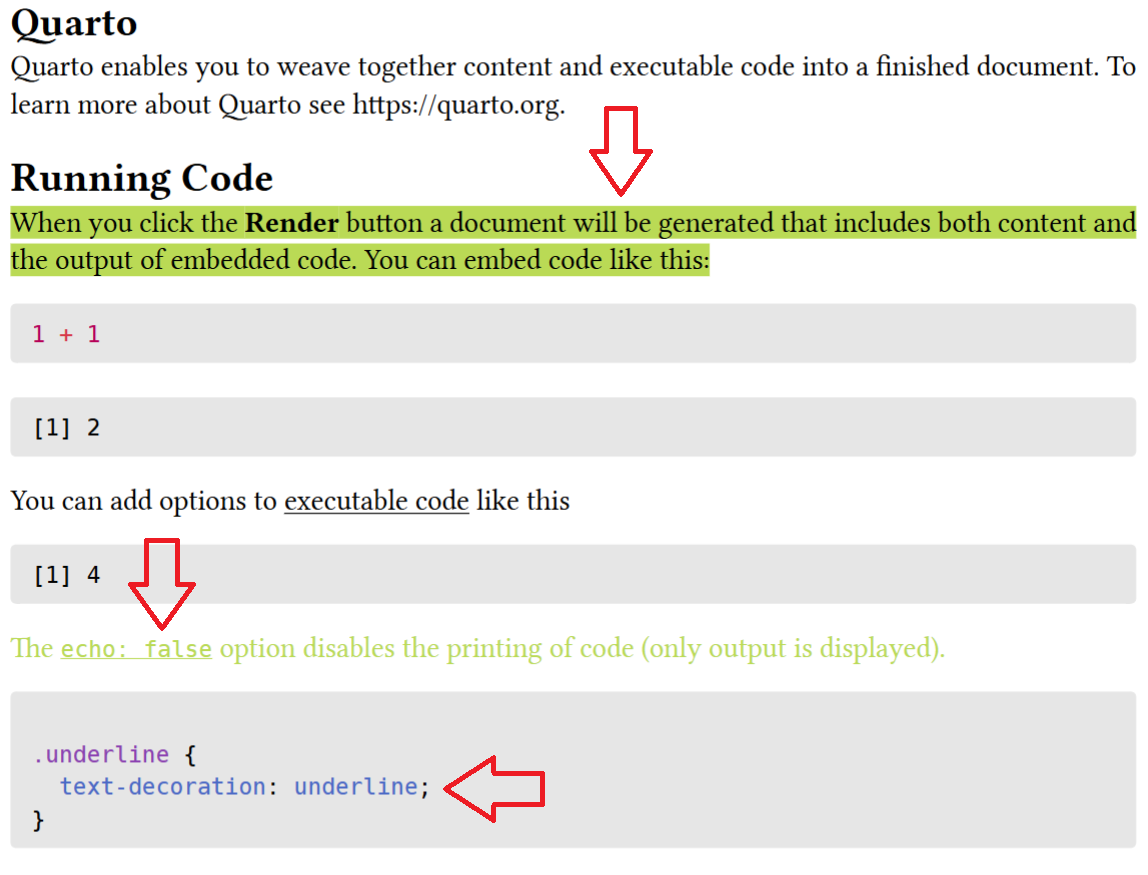 Quarto
Quarto enables you to weave together content and executable code into a finished document. To
learn more about Quarto see https://quarto.org.
Running Code
When you click the Render button a document will be generated that includes both content and
the output of embedded code. You can embed code like this:
1 + 1
[1] 2
You can add options to executable code like this
[1] 4
The echo: false option disables the printing of code (only output is displayed).
.underline {
  text-decoration: underline;
}